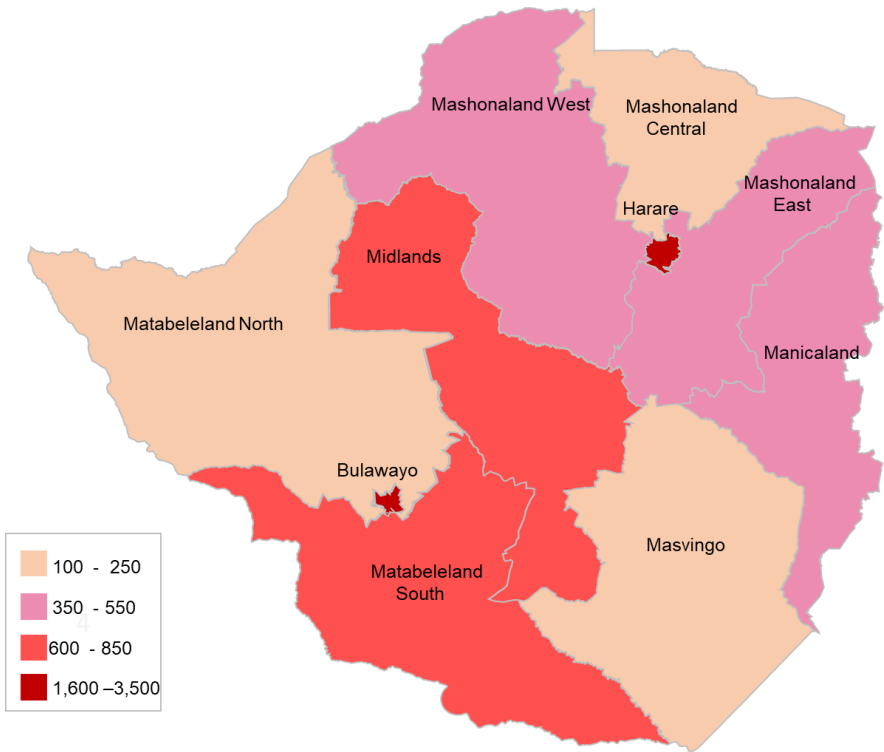 Mashonaland West
Mashonaland
Central
Mashonaland
East
Harare
Midlands
Matabeleland North
Manicaland
Bulawayo
Masvingo
Matabeleland
South
100 - 250
350 - 550
4
600 - 850
1,600 –3,500